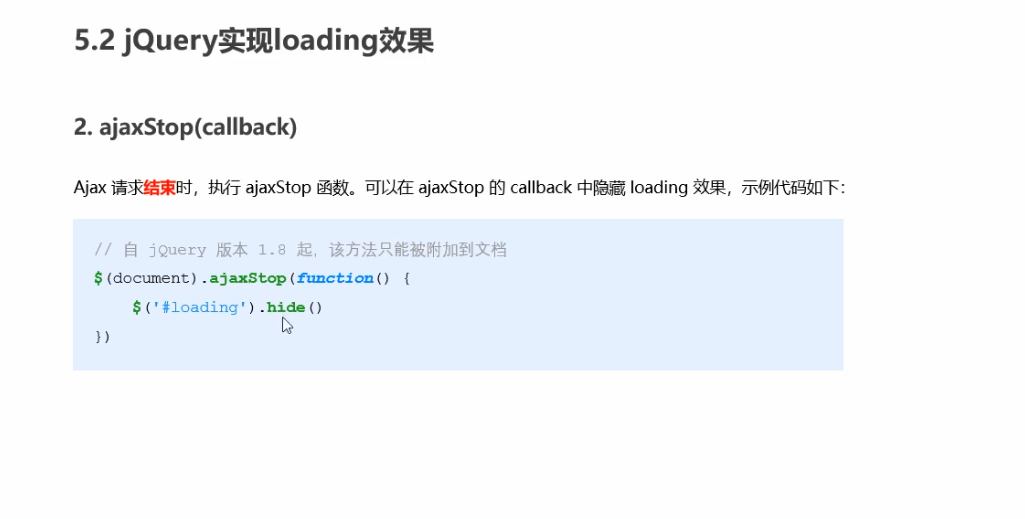 5.2 jQuery实现loading效果
2. ajaxStop(callback)
Ajax 请求结束时，执行 ajaxStop 函数。可以在 ajaxStop 的 callback 中隐藏 loading 效果，示例代码如下：
// 自 jQuery 版本 1.8 起，该方法只能被附加到文档
$(document).ajaxStop(function() {
    $('#loading').hide()
})